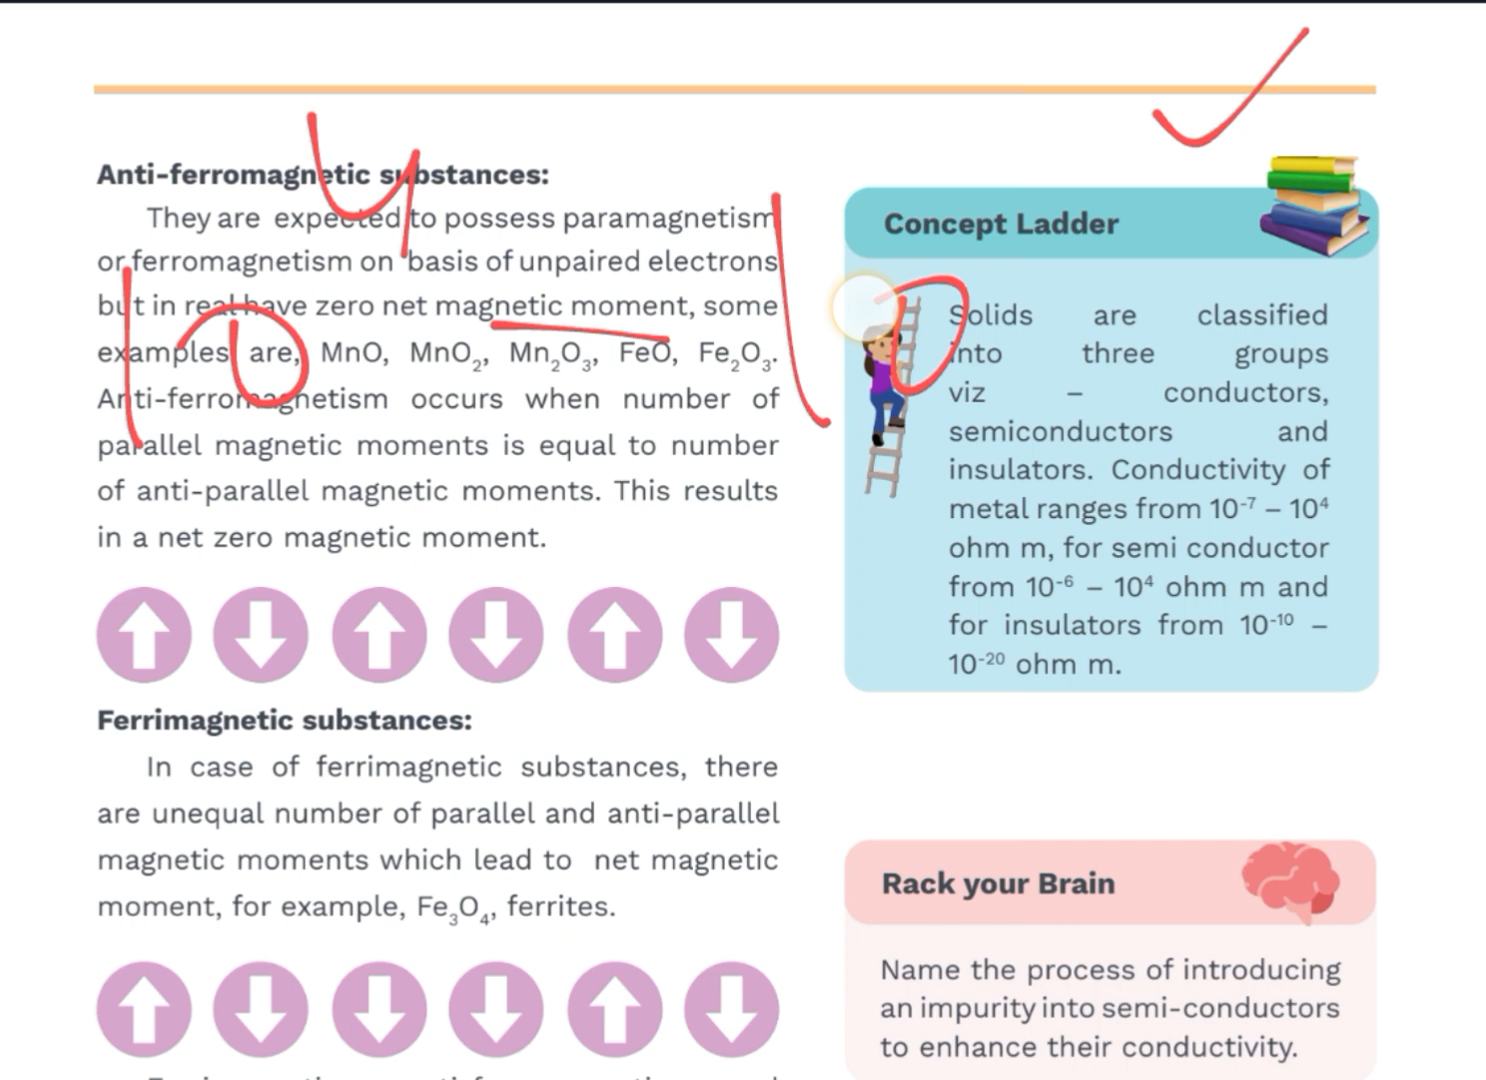 Anti-ferromagnetic substances:
They are expected to possess paramagnetism
or ferromagnetism on basis of unpaired electrons
but in real have zero net magnetic moment, some
examples are, MnO, MnO₂, Mn₂O₃, FeO, Fe₂O₃.
Anti-ferromagnetism occurs when number of
parallel magnetic moments is equal to number
of anti-parallel magnetic moments. This results
in a net zero magnetic moment.
Ferrimagnetic substances:
In case of ferrimagnetic substances, there
are unequal number of parallel and anti-parallel
magnetic moments which lead to net magnetic
moment, for example, Fe₃O₄, ferrites.
Concept Ladder
Solids are classified
into three groups
viz – conductors,
semiconductors and
insulators. Conductivity of
metal ranges from 10⁻⁷ – 10⁴
ohm m, for semi conductor
from 10⁻⁶ – 10⁴ ohm m and
for insulators from 10⁻¹⁰ –
10⁻²⁰ ohm m.
Rack your Brain
Name the process of introducing
an impurity into semi-conductors
to enhance their conductivity.